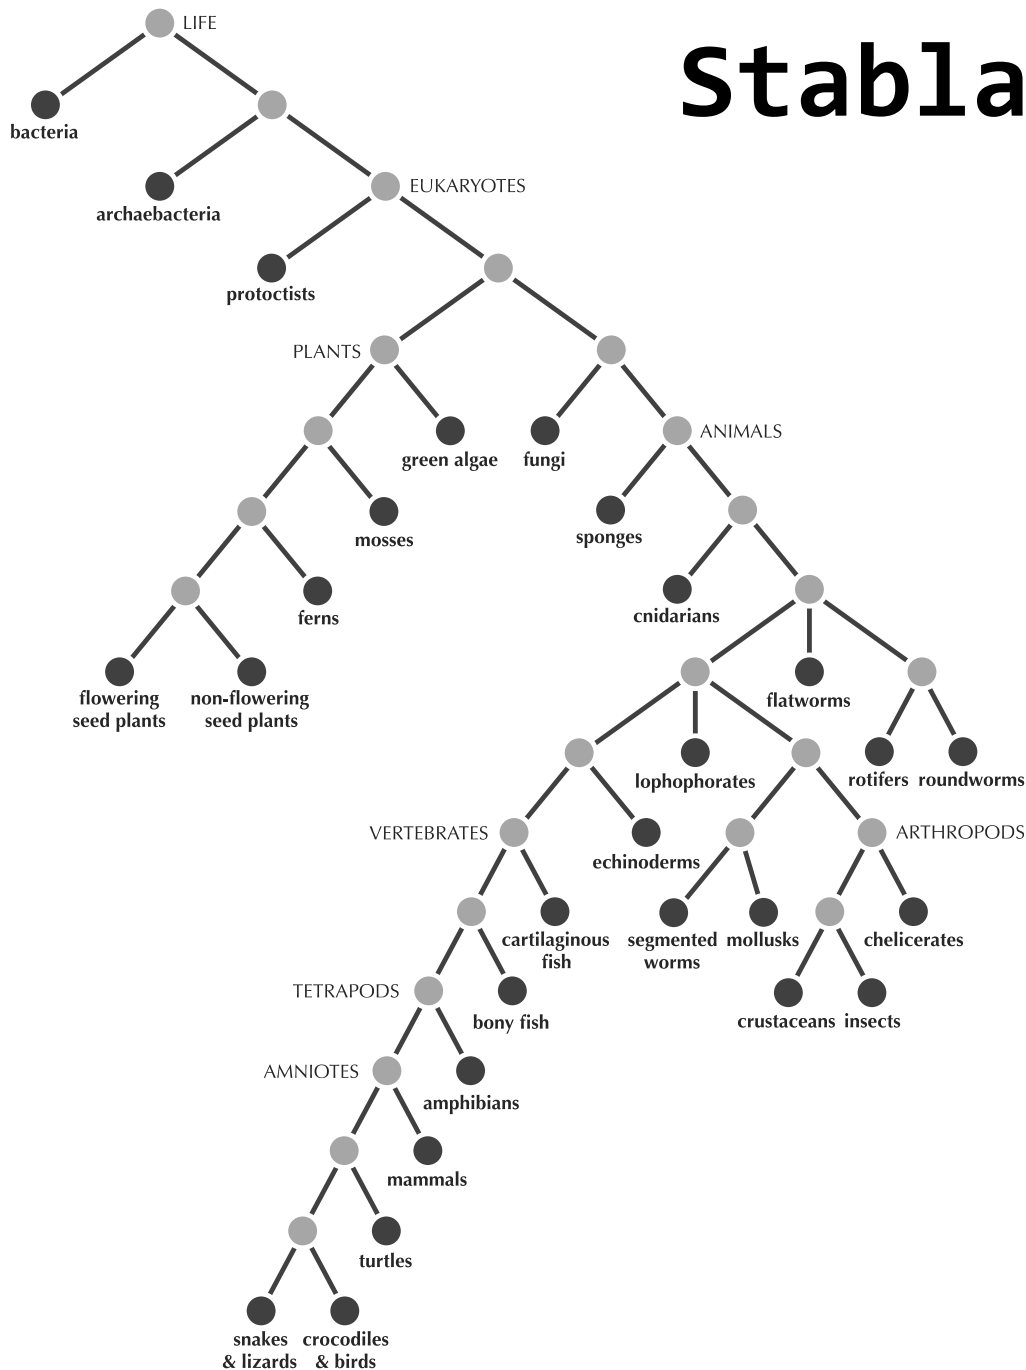 LIFE
Stabla
bacteria
archaebacteria
EUKARYOTES
protoctists
PLANTS
green algae
fungi
ANIMALS
mosses
sponges
ferns
cnidarians
flowering
seed plants
non-flowering
seed plants
flatworms
lophophorates
rotifers
roundworms
VERTEBRATES
echinoderms
ARTHROPODS
cartilaginous
fish
segmented
worms
mollusks
chelicerates
TETRAPODS
bony fish
crustaceans
insects
AMNIOTES
amphibians
mammals
turtles
snakes
& lizards
crocodiles
& birds